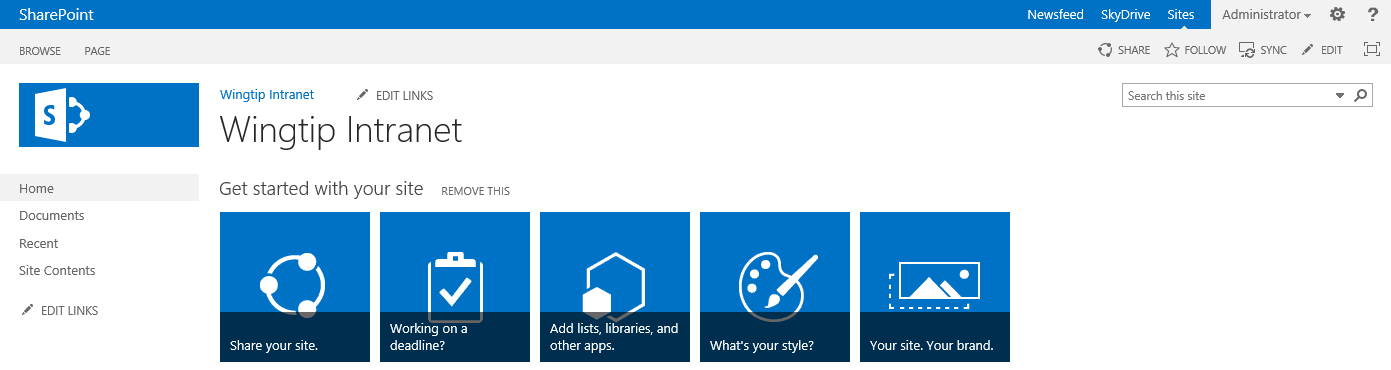 SharePoint
Newsfeed SkyDrive Sites Administrator ?
BROWSE PAGE
SHARE FOLLOW SYNC EDIT
S
Wingtip Intranet EDIT LINKS
Search this site
Wingtip Intranet
Home
Documents
Recent
Site Contents
EDIT LINKS
Get started with your site REMOVE THIS
Share your site.
Working on a
deadline?
Add lists, libraries, and
other apps.
What's your style?
Your site. Your brand.